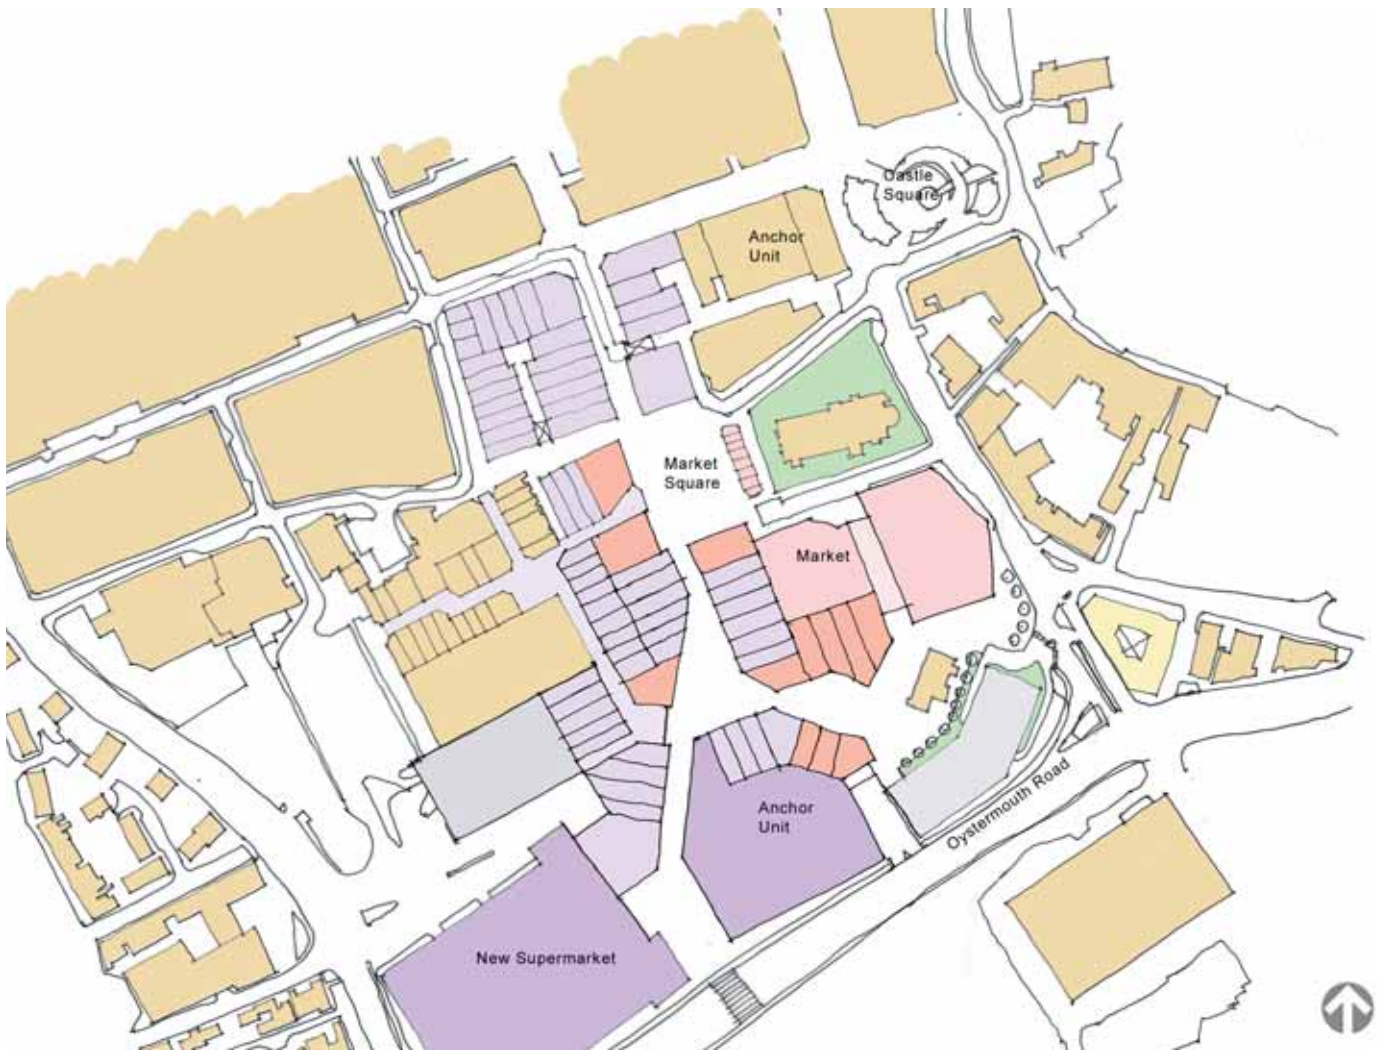 Castle
Square
Anchor
Unit
Market
Square
Market
Anchor
Unit
Oystermouth Road
New Supermarket